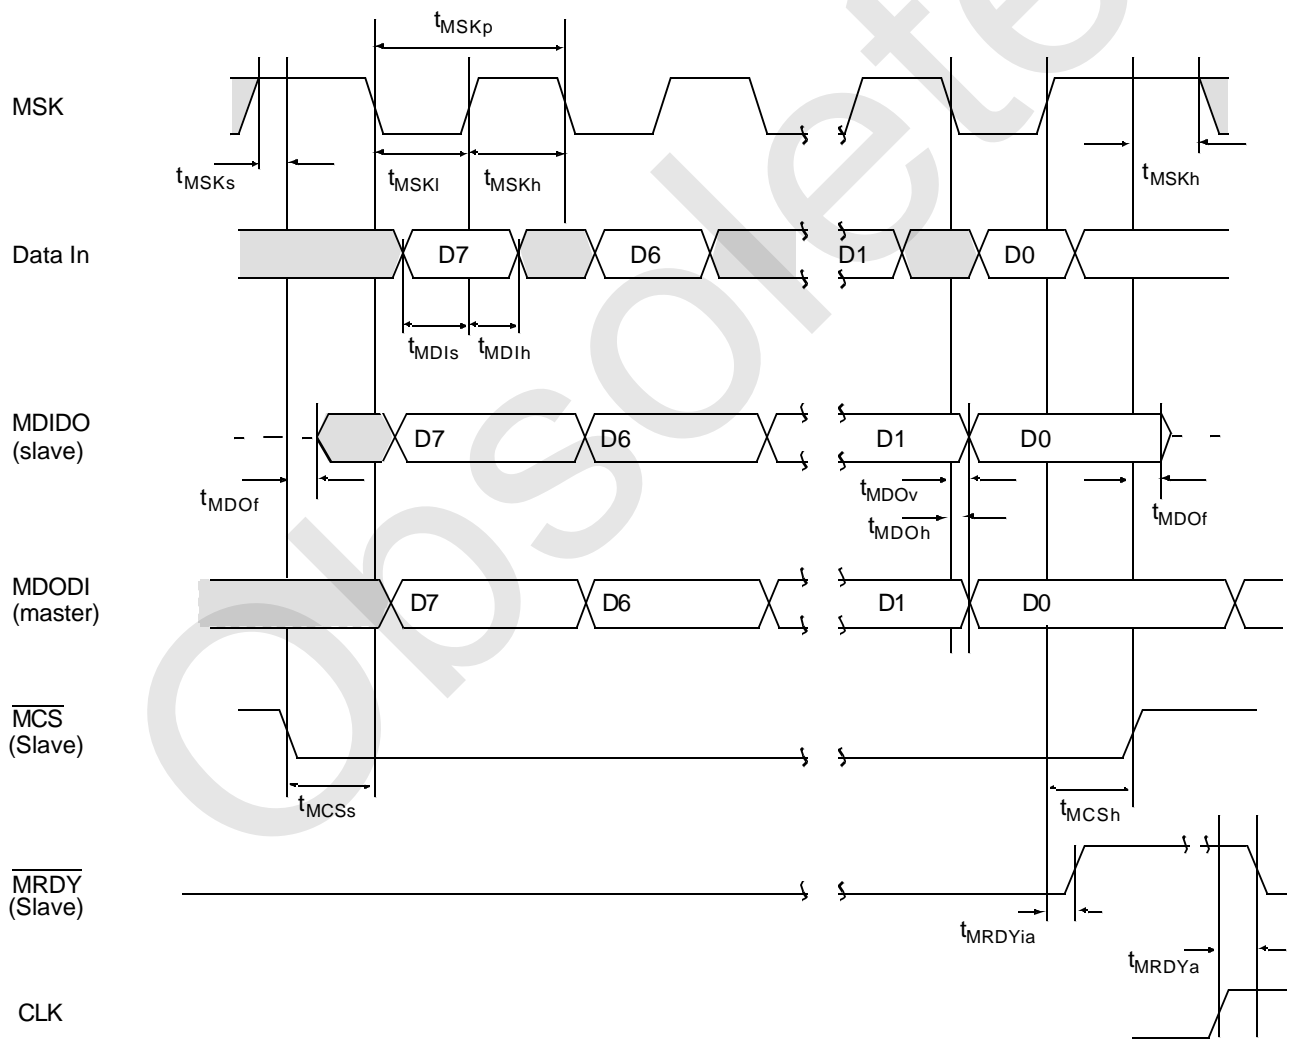 tMSKp
MSK
tMSKs
tMSKl
tMSKh
tMSKh
Data In
D7
D6
D1
D0
tMDIs
tMDIh
MDIDO
(slave)
D7
D6
D1
D0
tMDOf
tMDOv
tMDOh
tMDOf
MDODI
(master)
D7
D6
D1
D0
MCS
(Slave)
tMCSs
tMCSh
MRDY
(Slave)
tMRDYia
tMRDYa
CLK
Obsolete